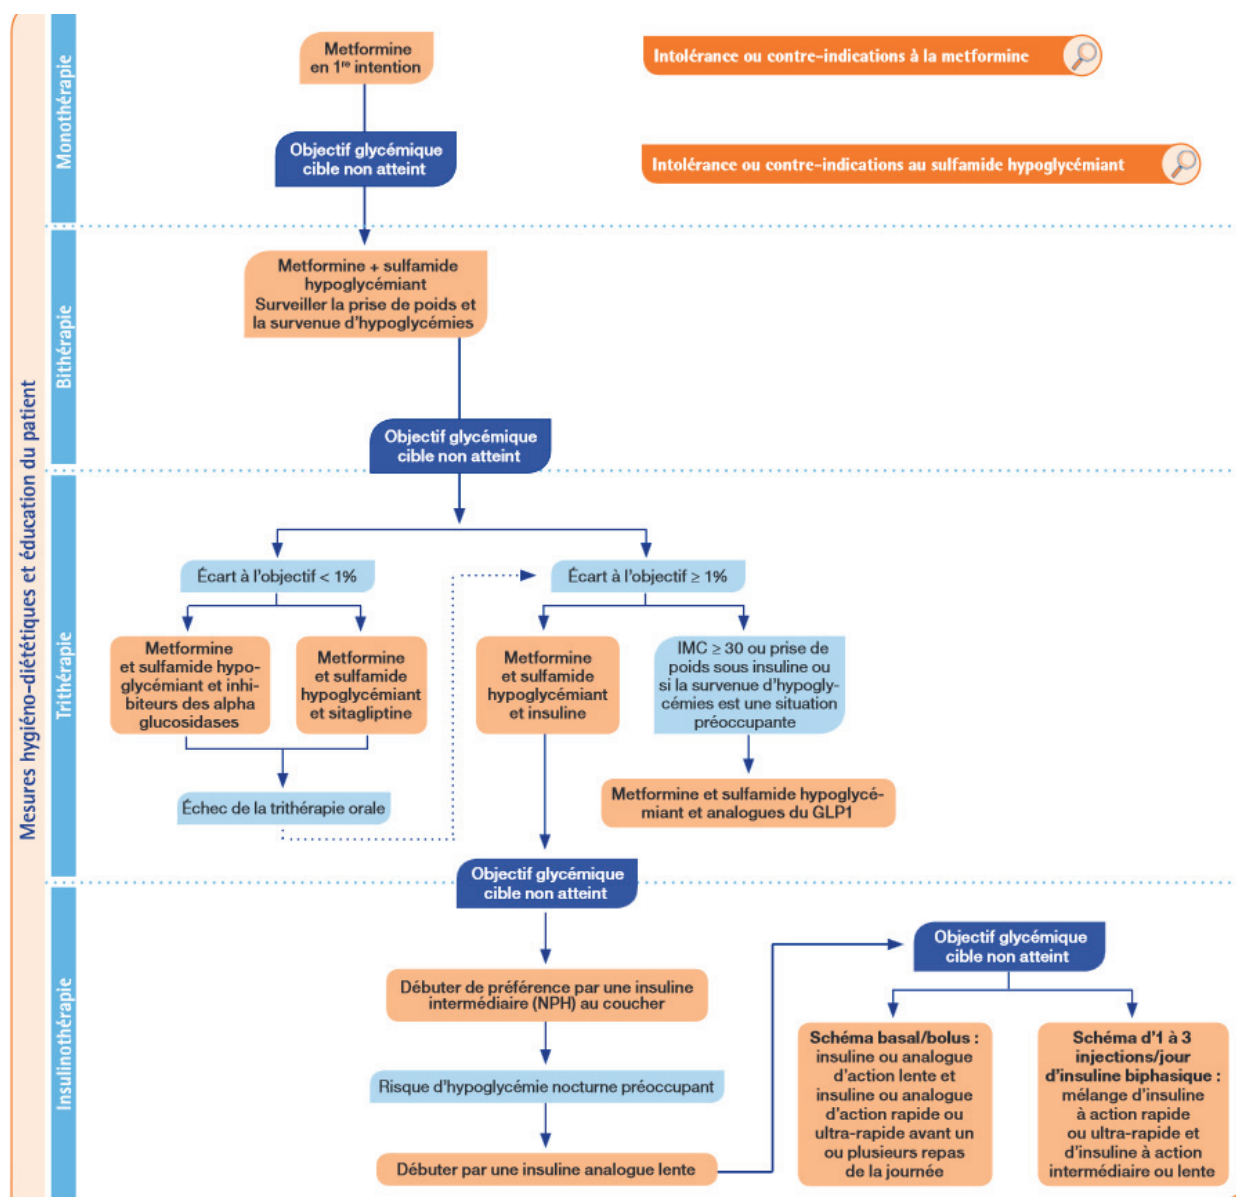 Mesures hygiéno-diététiques et éducation du patient
Monothérapie
Metformine
en 1re intention
Intolérance ou contre-indications à la metformine
Objectif glycémique
cible non atteint
Intolérance ou contre-indications au sulfamide hypoglycémiant
Bithérapie
Metformine + sulfamide
hypoglycémiant
Surveiller la prise de poids et
la survenue d'hypoglycémies
Objectif glycémique
cible non atteint
Trithérapie
Écart à l'objectif < 1%
Écart à l'objectif ≥ 1%
Metformine
et sulfamide hypo-
glycémiant et inhi-
biteurs des alpha
glucosidases
Metformine
et sulfamide
hypoglycémiant
et sitagliptine
Metformine
et sulfamide
hypoglycémiant
et insuline
IMC ≥ 30 ou prise de
poids sous insuline ou
si la survenue d'hypogly-
cémies est une situation
préoccupante
Échec de la trithérapie orale
Metformine et sulfamide hypoglycé-
miant et analogues du GLP1
Objectif glycémique
cible non atteint
Insulinothérapie
Débuter de préférence par une insuline
intermédiaire (NPH) au coucher
Risque d'hypoglycémie nocturne préoccupant
Débuter par une insuline analogue lente
Objectif glycémique
cible non atteint
Schéma basal/bolus :
insuline ou analogue
d'action lente et
insuline ou analogue
d'action rapide ou
ultra-rapide avant un
ou plusieurs repas
de la journée
Schéma d'1 à 3
injections/jour
d'insuline biphasique :
mélange d'insuline
à action rapide
ou ultra-rapide et
d'insuline à action
intermédiaire ou lente